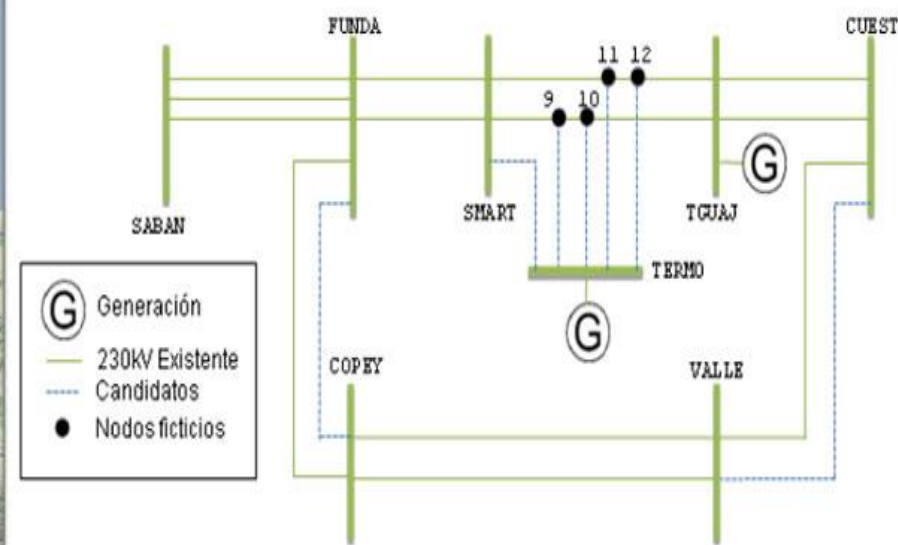 FUNDA
CUEST
11 12
9 10
G
SABAN
SMART
TGUAJ
TERMO
G
G Generación
230kV Existente
Candidatos
Nodos ficticios
COPEY
VALLE